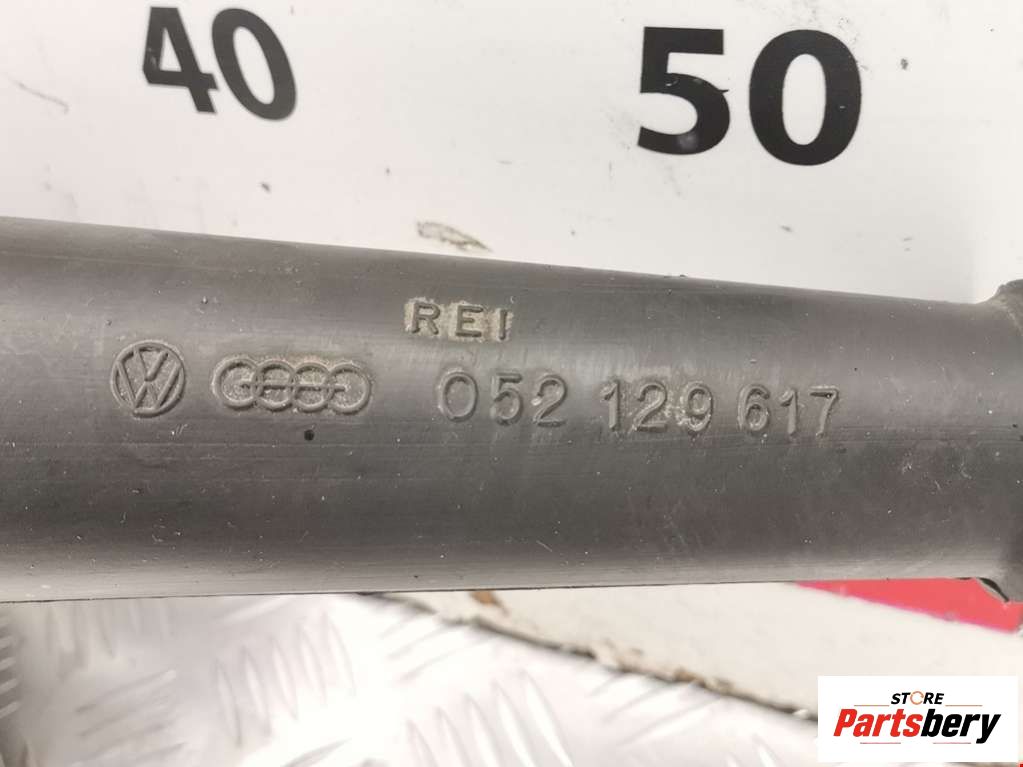 40 50
REI
052 129 617
STORE
Partsbery